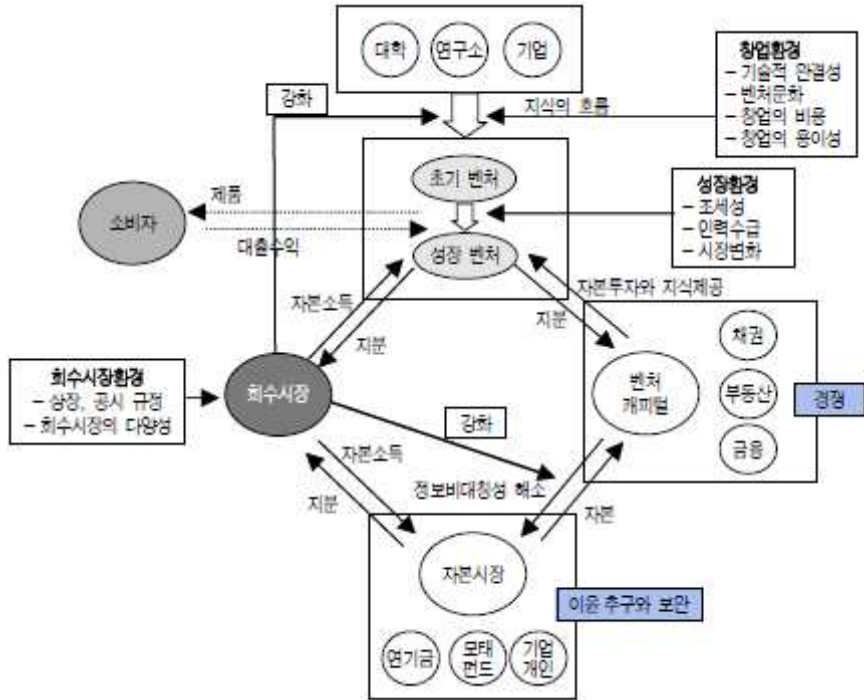 대학
연구소
기업
창업환경
– 기술적 완결성
– 벤처문화
– 창업의 비용
– 창업의 용이성
강화
지식의 흐름
초기 벤처
성장환경
– 조세성
– 인력수급
– 시장변화
제품
소비자
대출수익
성장 벤처
자본소득
지분
자본투자와 지식제공
지분
채권
회수시장환경
– 상장, 공시 규정
– 회수시장의 다양성
회수시장
벤처
캐피털
부동산
경쟁
강화
금융
자본소득
지분
정보비대칭성 해소
자본
자본시장
이윤 추구와 보완
연기금
모태
펀드
기업
개인